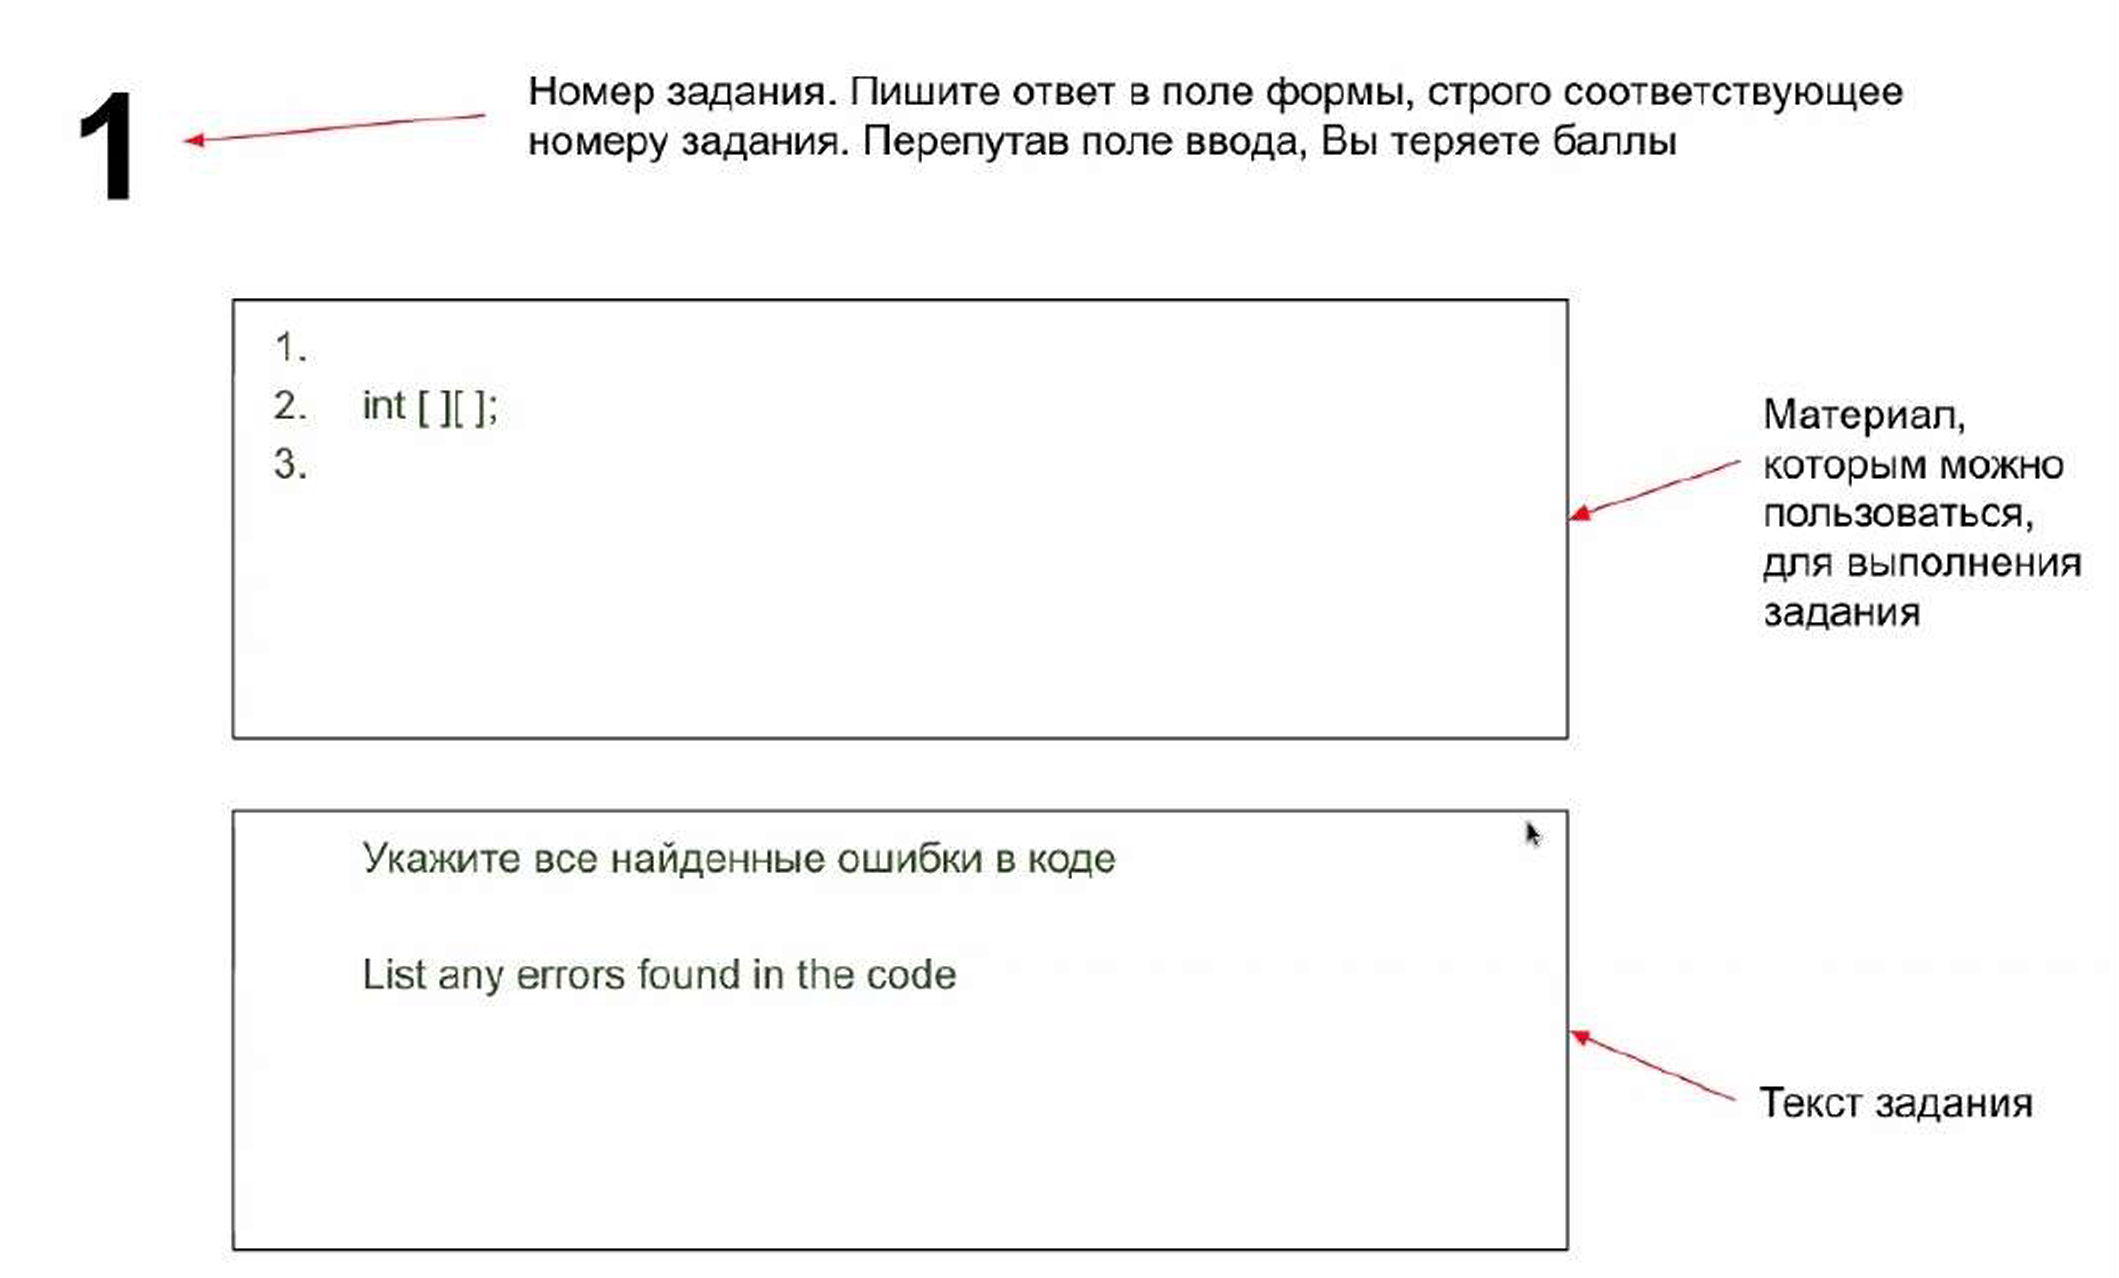 1
Номер задания. Пишите ответ в поле формы, строго соответствующее
номеру задания. Перепутав поле ввода, Вы теряете баллы
1.
2. int [ ][ ];
3.
Материал,
которым можно
пользоваться,
для выполнения
задания
Укажите все найденные ошибки в коде
List any errors found in the code
Текст задания